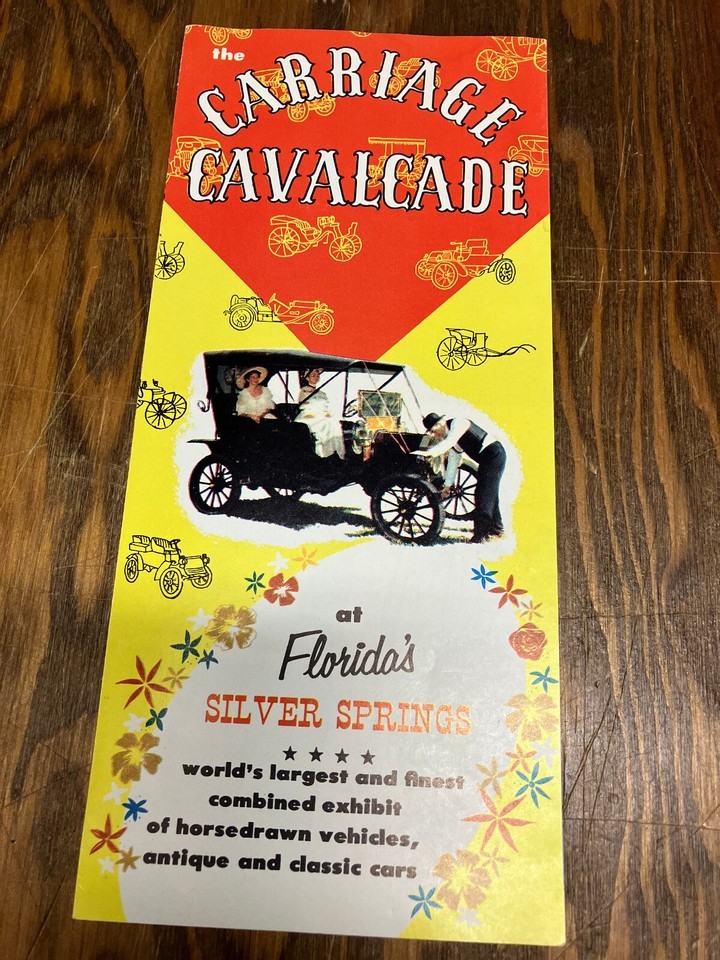 the
CARRIAGE
CAVALCADE
at
Florida's
SILVER SPRINGS
world's largest and finest
combined exhibit
of horsedrawn vehicles,
antique and classic cars